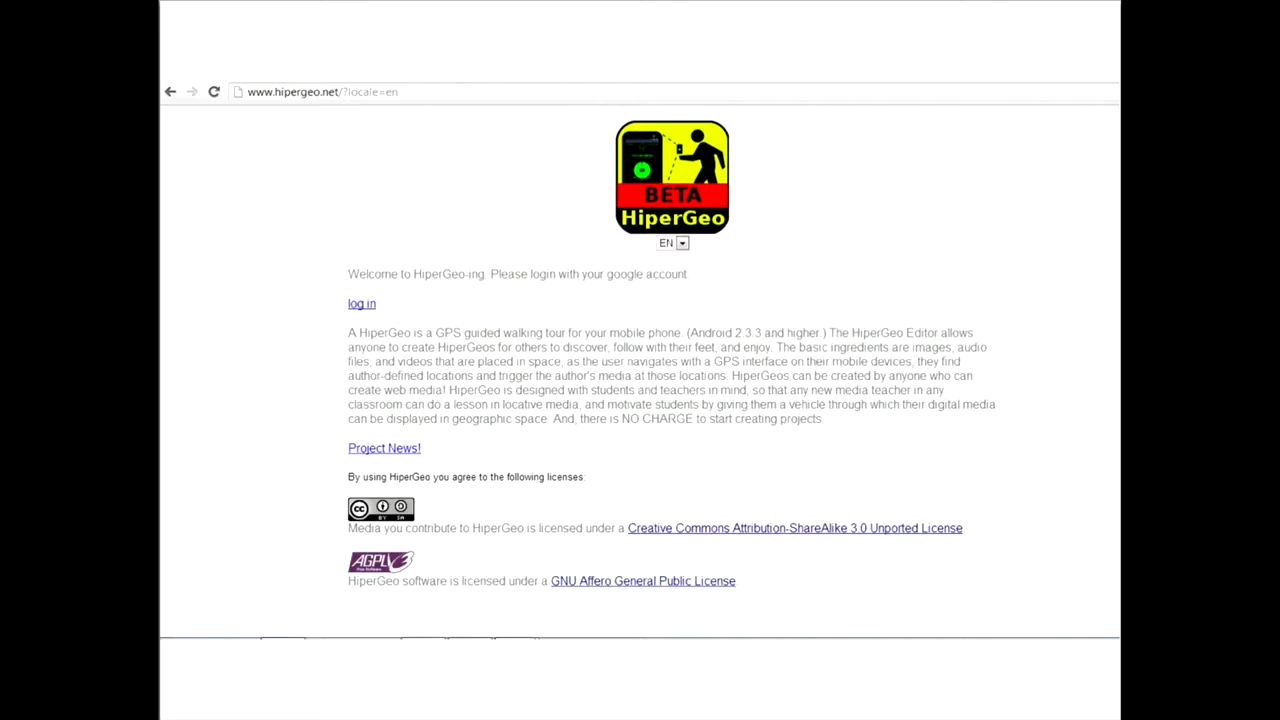 www.hipergeo.net/?locale=en
BETA
HiperGeo
EN
Welcome to HiperGeo-ing. Please login with your google account
log in
A HiperGeo is a GPS guided walking tour for your mobile phone. (Android 2.3.3 and higher.) The HiperGeo Editor allows
anyone to create HiperGeos for others to discover, follow with their feet, and enjoy. The basic ingredients are images, audio
files, and videos that are placed in space, as the user navigates with a GPS interface on their mobile devices, they find
author-defined locations and trigger the author's media at those locations. HiperGeos can be created by anyone who can
create web media! HiperGeo is designed with students and teachers in mind, so that any new media teacher in any
classroom can do a lesson in locative media, and motivate students by giving them a vehicle through which their digital media
can be displayed in geographic space. And, there is NO CHARGE to start creating projects.
Project News!
By using HiperGeo you agree to the following licenses:
cc BY SA
Media you contribute to HiperGeo is licensed under a Creative Commons Attribution-ShareAlike 3.0 Unported License
AGPLv3
Free Software
HiperGeo software is licensed under a GNU Affero General Public License